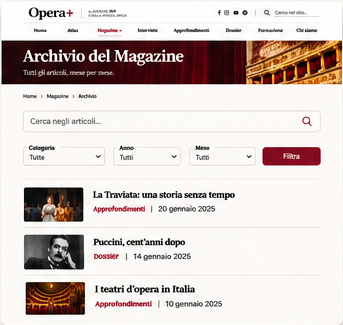 Opera+
Cerca nel sito...
Home Atlas Magazine Interviste Approfondimenti Dossier Formazione Chi siamo
Archivio del Magazine
Tutti gli articoli, mese per mese.
Home > Magazine > Archivio
Cerca negli articoli...
Categoria Anno Mese
Tutte Tutti Tutti Filtra
La Traviata: una storia senza tempo
Approfondimenti | 20 gennaio 2025
Puccini, cent'anni dopo
Dossier | 14 gennaio 2025
I teatri d'opera in Italia
Approfondimenti | 10 gennaio 2025